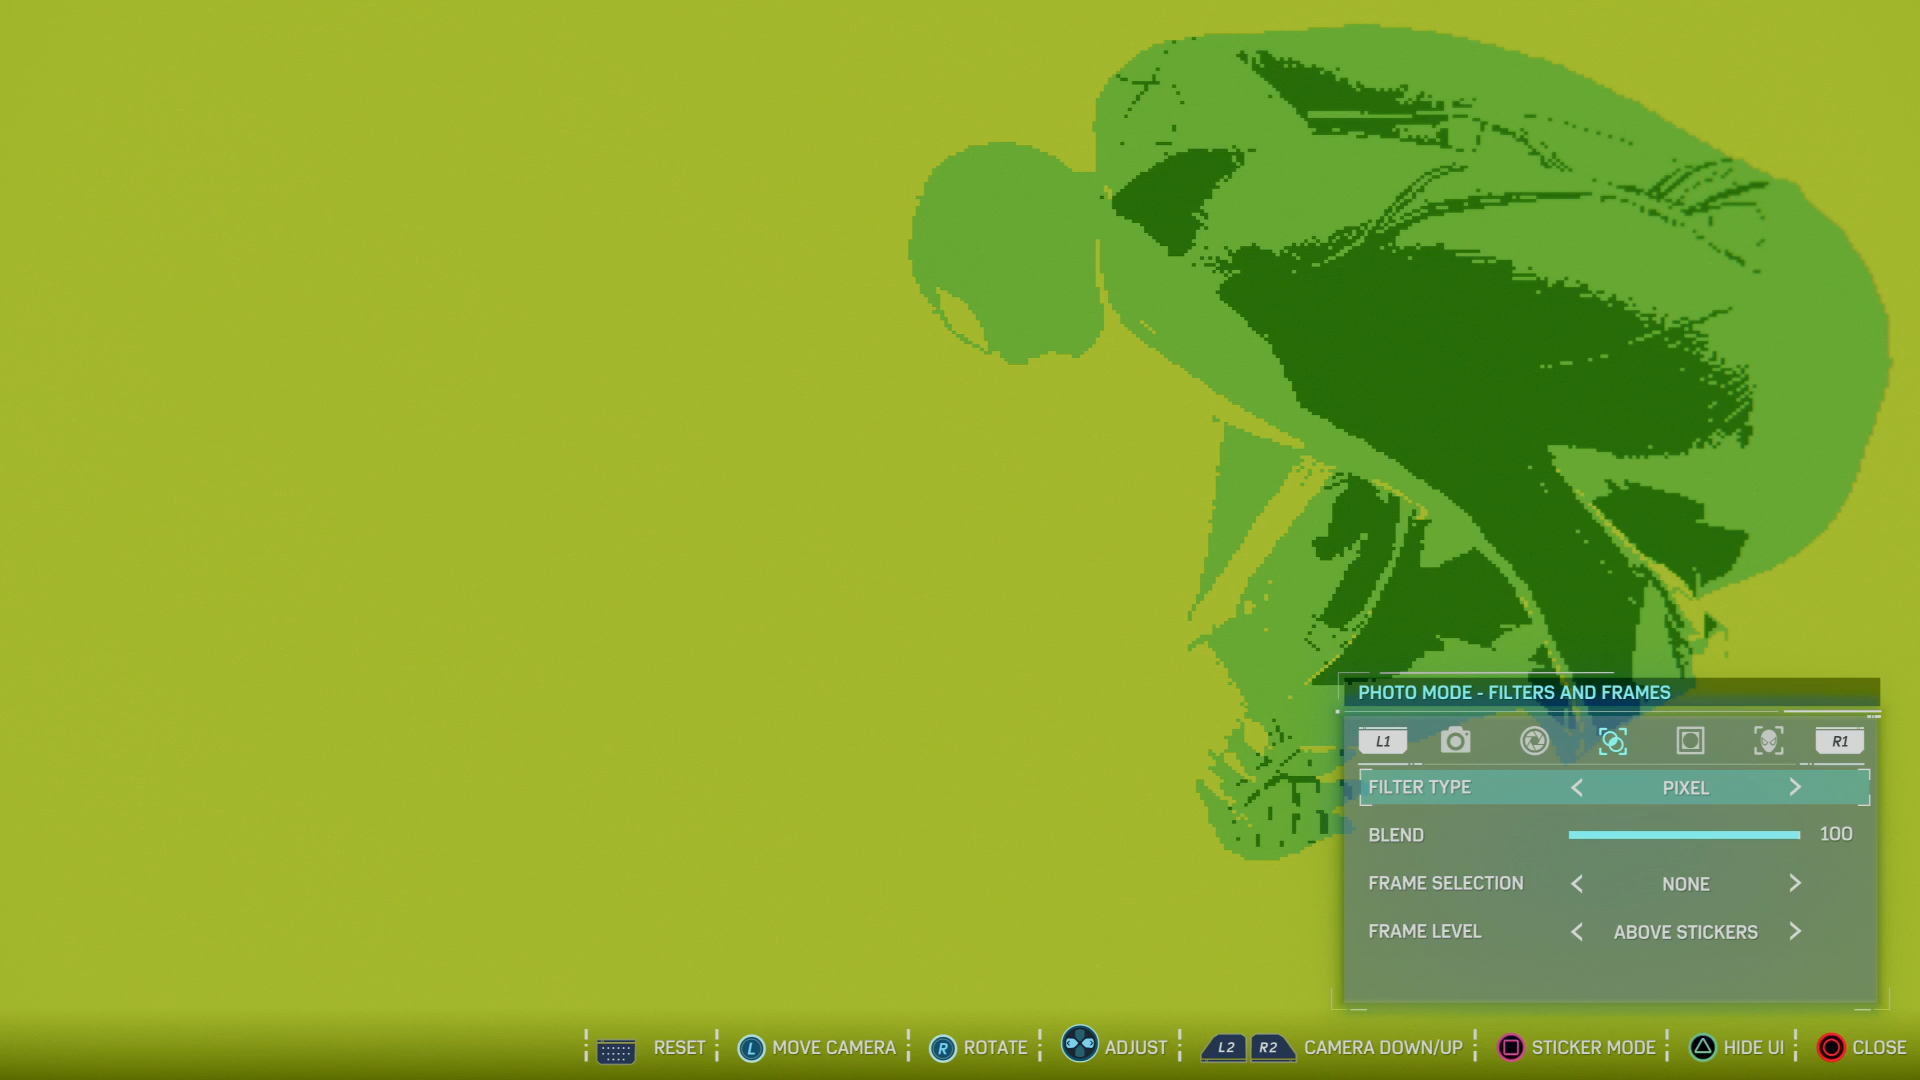 PHOTO MODE - FILTERS AND FRAMES
L1 R1
FILTER TYPE PIXEL
BLEND 100
FRAME SELECTION NONE
FRAME LEVEL ABOVE STICKERS
RESET L MOVE CAMERA R ROTATE ADJUST L2 R2 CAMERA DOWN/UP STICKER MODE HIDE UI CLOSE